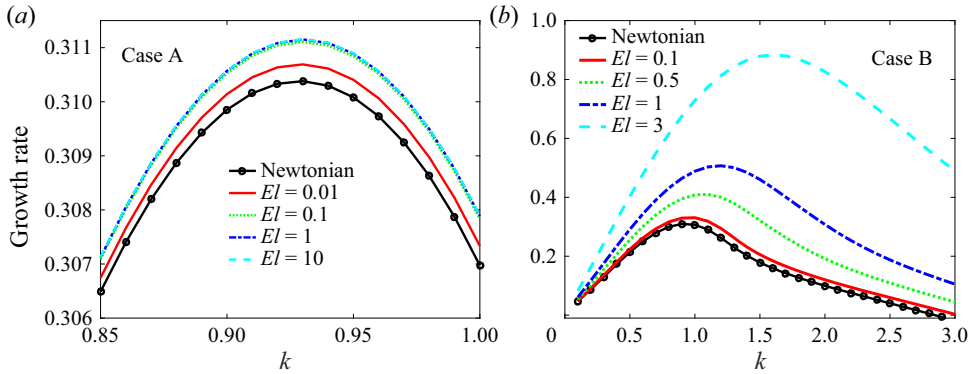 (a)
Case A
Growth rate
0.311
0.310
0.309
0.308
0.307
0.306
Newtonian
El = 0.01
El = 0.1
El = 1
El = 10
0.85
0.90
0.95
1.00
k
(b)
Case B
1.0
0.8
0.6
0.4
0.2
Newtonian
El = 0.1
El = 0.5
El = 1
El = 3
0
0.5
1.0
1.5
2.0
2.5
3.0
k